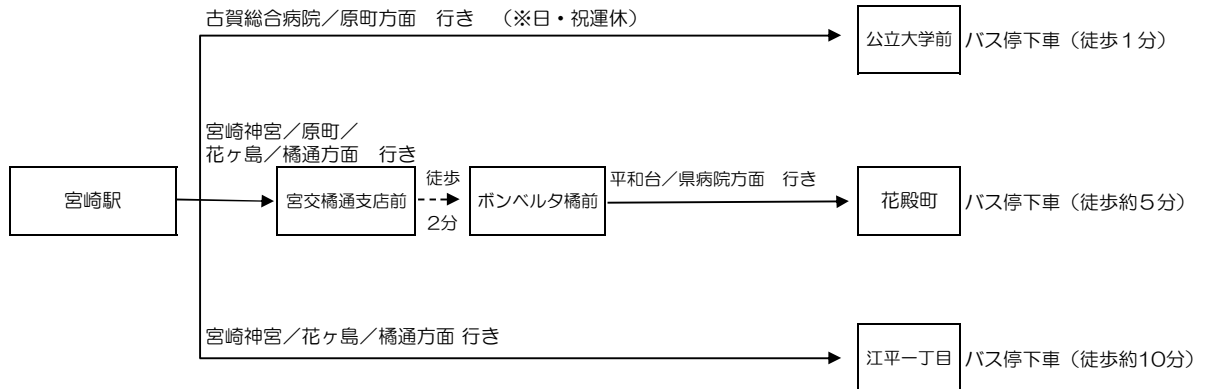 古賀総合病院／原町方面　行き　（※日・祝運休）
公立大学前　バス停下車（徒歩１分）
宮崎神宮／原町／
花ヶ島／橘通方面　行き
宮崎駅
宮交橘通支店前
徒歩
2分
ボンベルタ橘前
平和台／県病院方面　行き
花殿町　バス停下車（徒歩約５分）
宮崎神宮／花ヶ島／橘通方面 行き
江平一丁目　バス停下車（徒歩約10分）